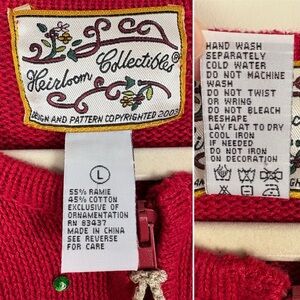 Heirloom Collectibles®
DESIGN AND PATTERN COPYRIGHTED 2003
L
55% RAMIE
45% COTTON
EXCLUSIVE OF
ORNAMENTATION
RN 83437
MADE IN CHINA
SEE REVERSE
FOR CARE
HAND WASH
SEPARATELY
COLD WATER
DO NOT MACHINE
WASH
DO NOT TWIST
OR WRING
DO NOT BLEACH
RESHAPE
LAY FLAT TO DRY
COOL IRON
IF NEEDED
DO NOT IRON
ON DECORATION